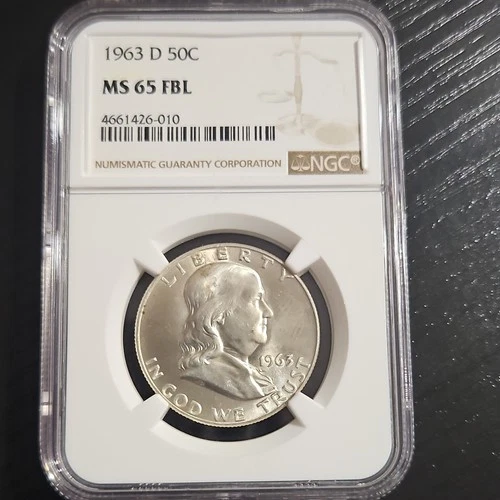 1963 D 50C
MS 65 FBL
4661426-010
NUMISMATIC GUARANTY CORPORATION
NGC®
LIBERTY
1963
IN GOD WE TRUST